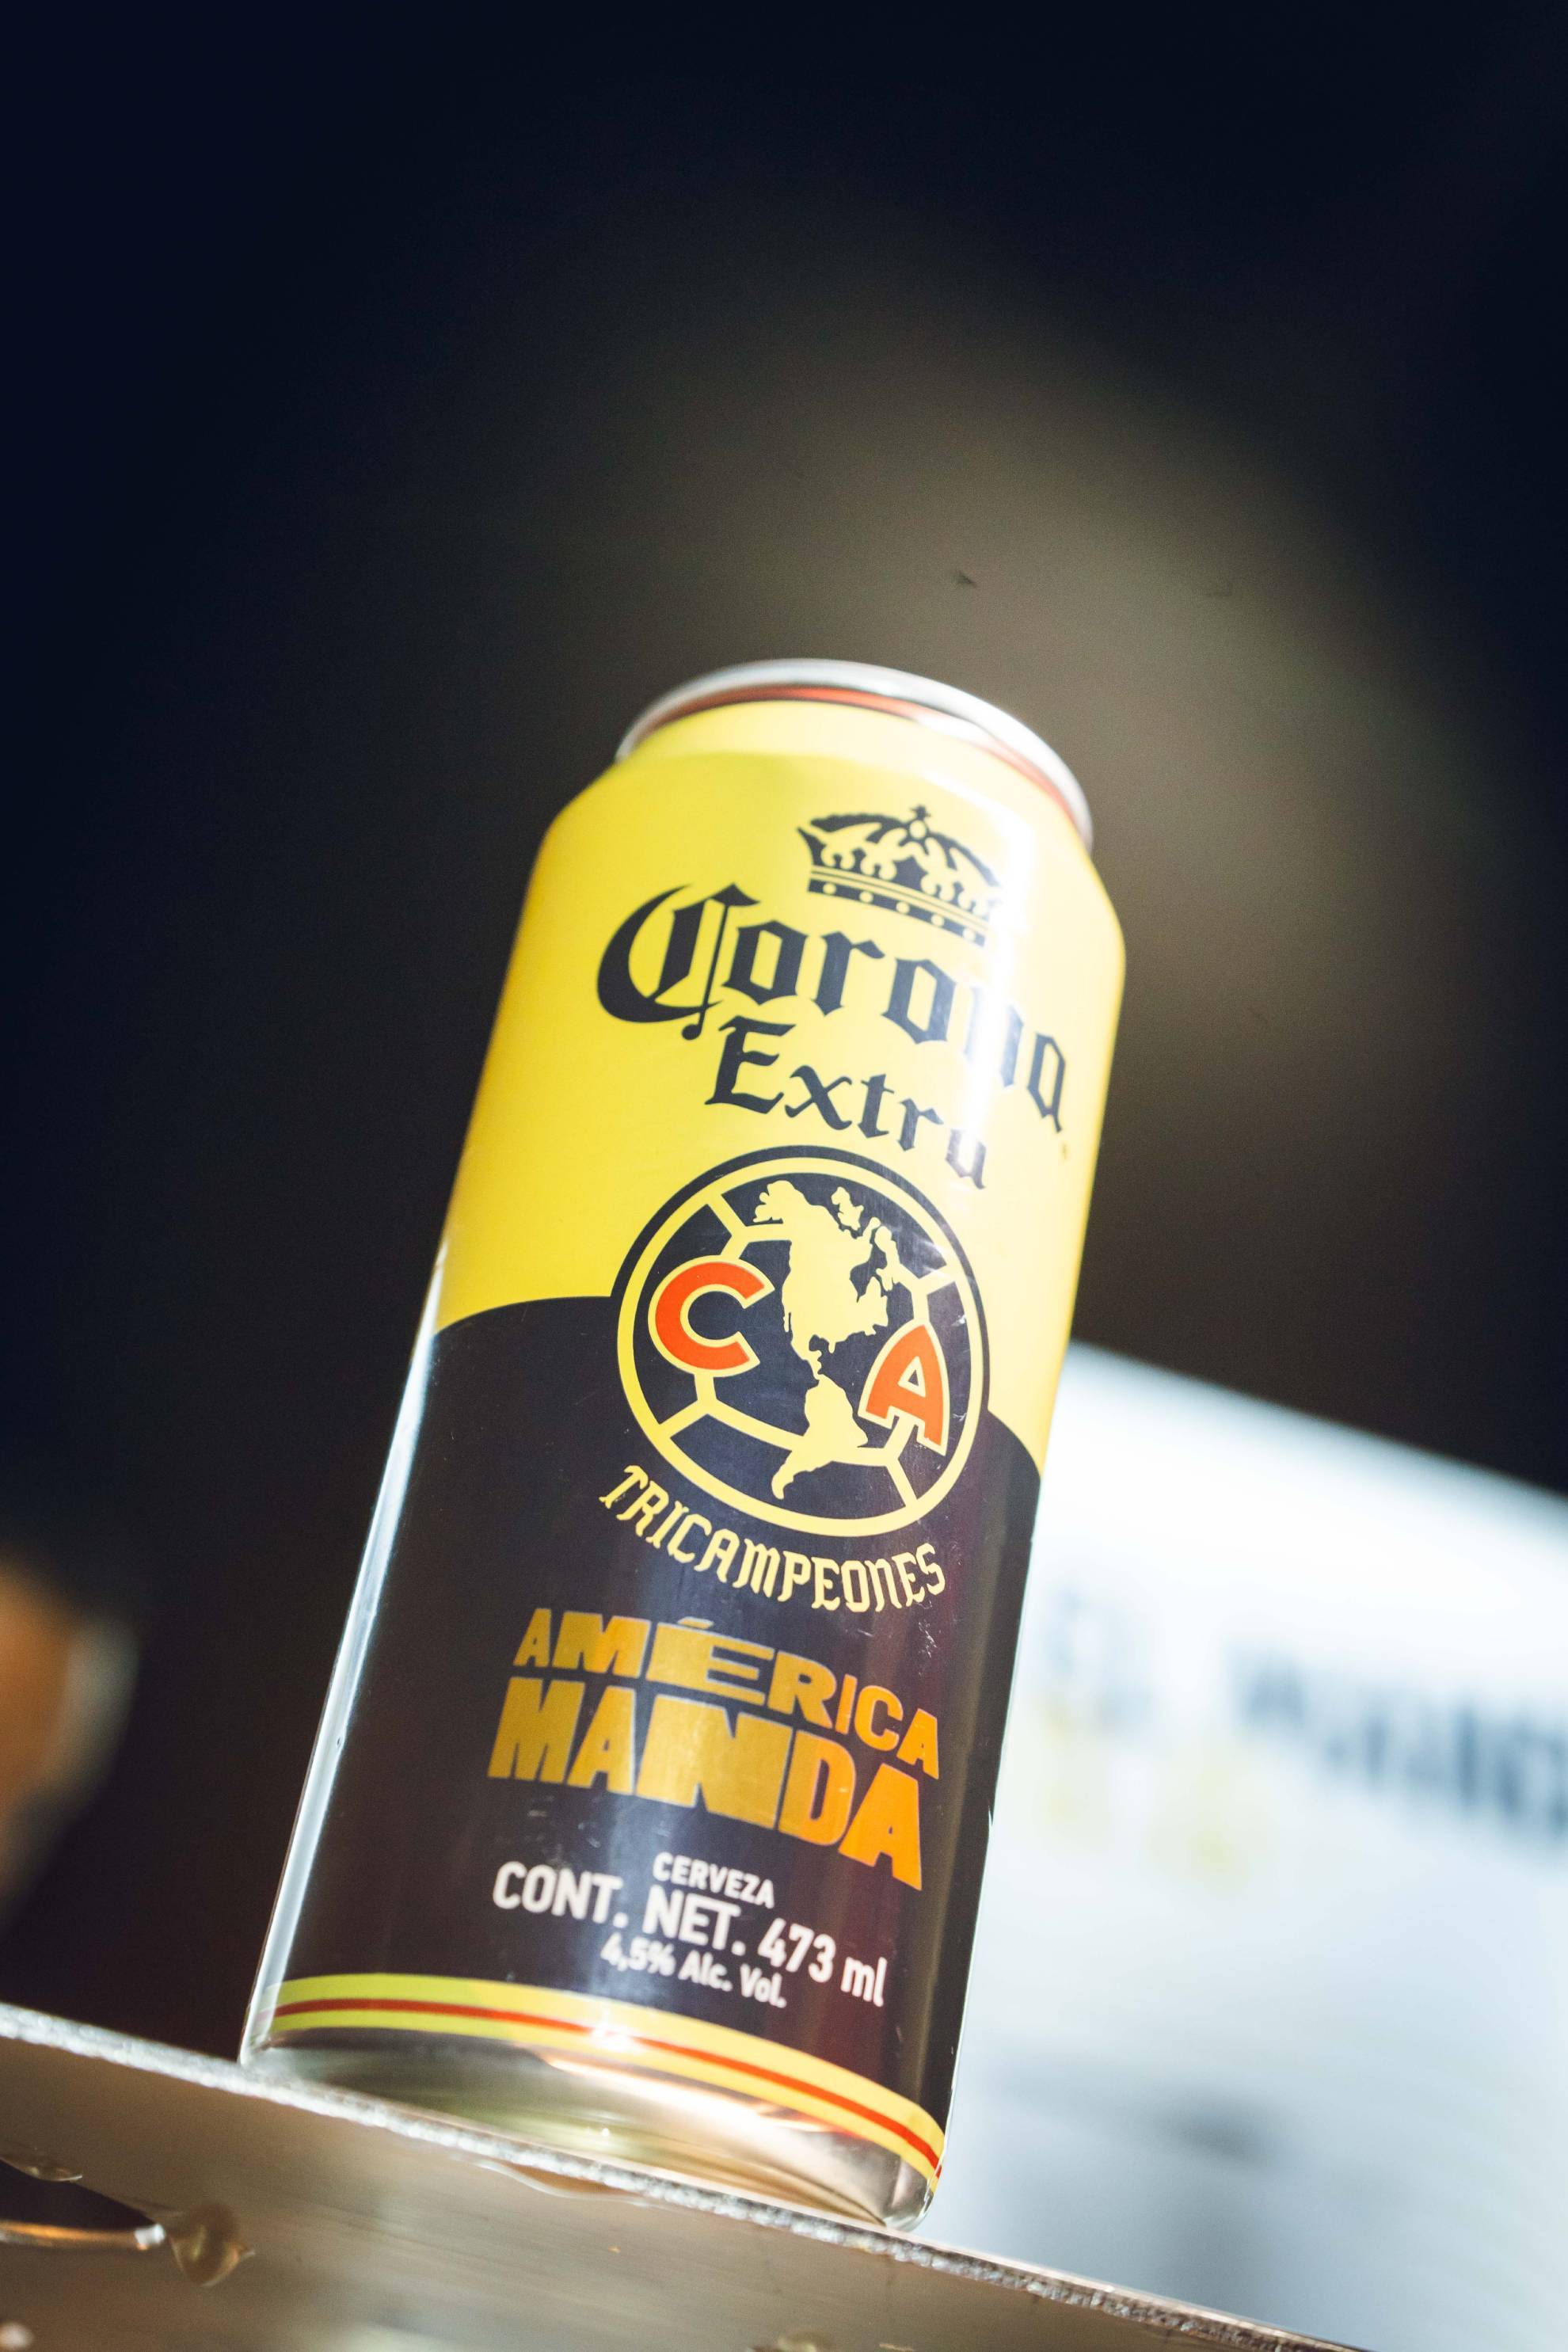 Corona
Extra
C A
TRICAMPEONES
AMÉRICA
MANDA
CERVEZA
CONT. NET. 473 ml
4,5% Alc. Vol.